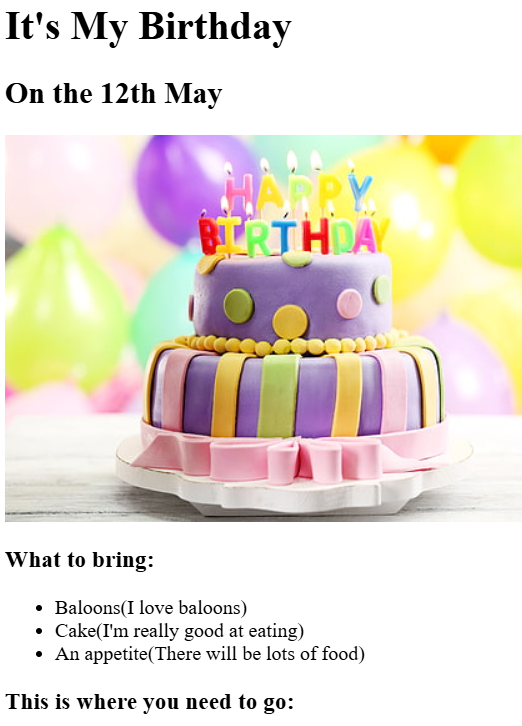 It's My Birthday
On the 12th May
HAPPY
BIRTHDAY
What to bring:
Baloons(I love baloons)
Cake(I'm really good at eating)
An appetite(There will be lots of food)
This is where you need to go: